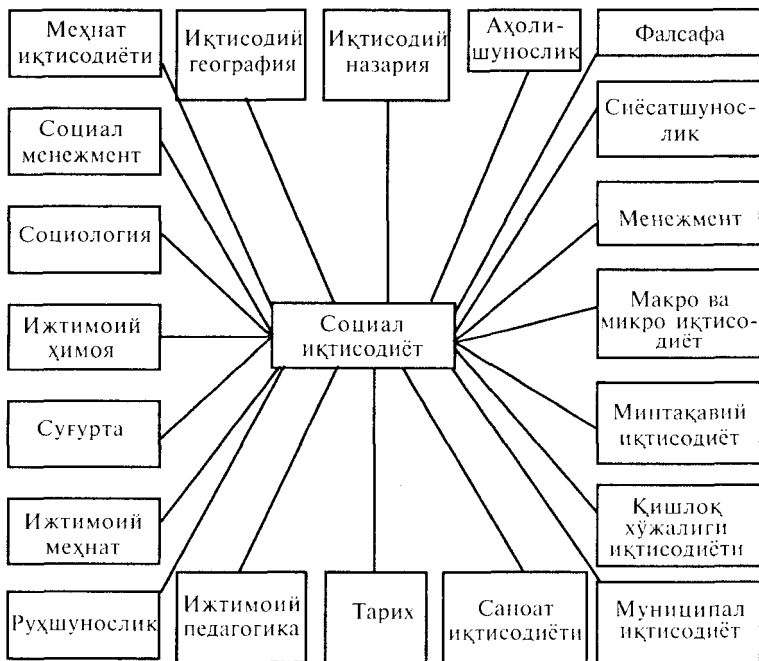 Меҳнат
иқтисодиёти
Иқтисодий
география
Иқтисодий
назария
Аҳоли-
шунослик
Фалсафа
Социал
менежмент
Сиёсатшунос-
лик
Социология
Менежмент
Ижтимоий
ҳимоя
Социал
иқтисодиёт
Макро ва
микро иқтисо-
диёт
Суғурта
Минтақавий
иқтисодиёт
Ижтимоий
меҳнат
Қишлоқ
хўжалиги
иқтисодиёти
Руҳшунослик
Ижтимоий
педагогика
Тарих
Саноат
иқтисодиёти
Муниципал
иқтисодиёт